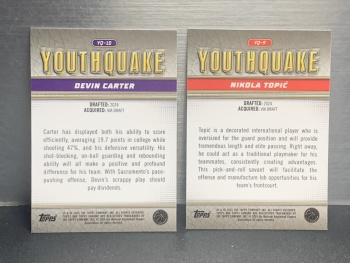 YQ-10
YOUTHQUAKE
DEVIN CARTER
DRAFTED: 2024
ACQUIRED: VIA DRAFT
Carter has displayed both his ability to score
efficiently, averaging 19.7 points in college while
shooting 47%, and his defensive versatility. His
shot-blocking, on-ball guarding and rebounding
ability will all make a positive and profound
difference for his team. With Sacramento's pace-
pushing offense, Devin's scrappy play should
pay dividends.
TOPPS
YQ-9
YOUTHQUAKE
NIKOLA TOPIĆ
DRAFTED: 2024
ACQUIRED: VIA DRAFT
Topić is a decorated international player who is
oversized for the guard position and will provide
tremendous length and elite passing. Right away,
he could act as a traditional playmaker for his
teammates, consistently creating advantages.
This pick-and-roll savant will facilitate the
offense and manufacture lob opportunities for his
team's frontcourt.
TOPPS